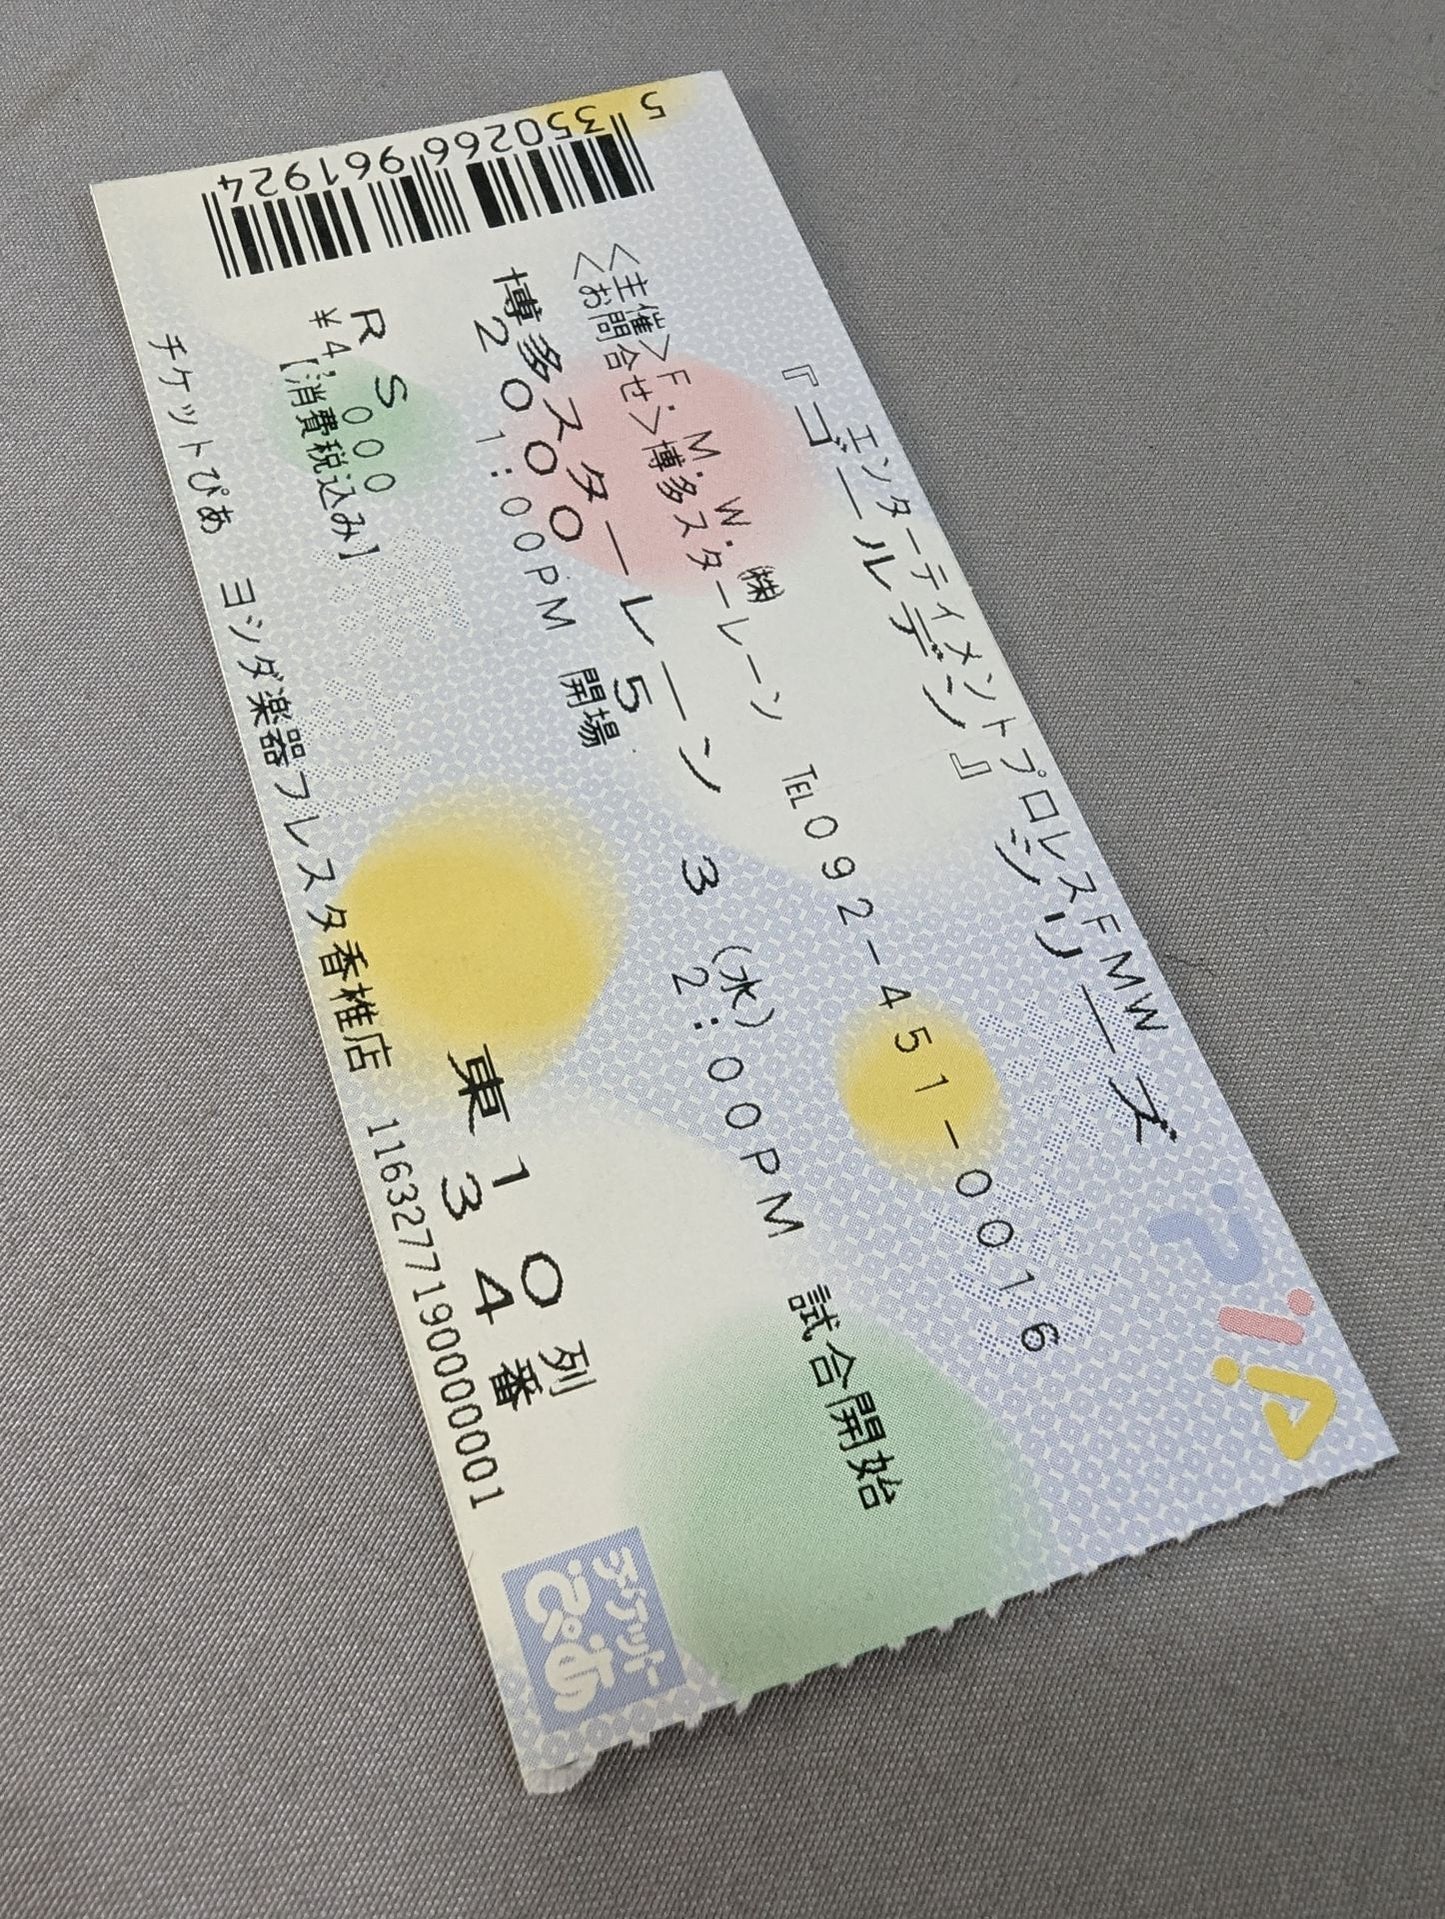 エンターティメントプロレスFMW
『ゴールデン』シリーズ
<主催>F.M.W.㈱
<お問合せ>博多スターレーン TEL092-451-0016
博多スターレーン
2000 5 3 (水)
1:00PM 開場 2:00PM 試合開始
RS 東10列
¥4,000 34番
【消費税込み】
チケットぴあ ヨシダ楽器フレスタ香椎店 1163277190000001
5 350266 961924
ぴあ
チケット
ぴあ